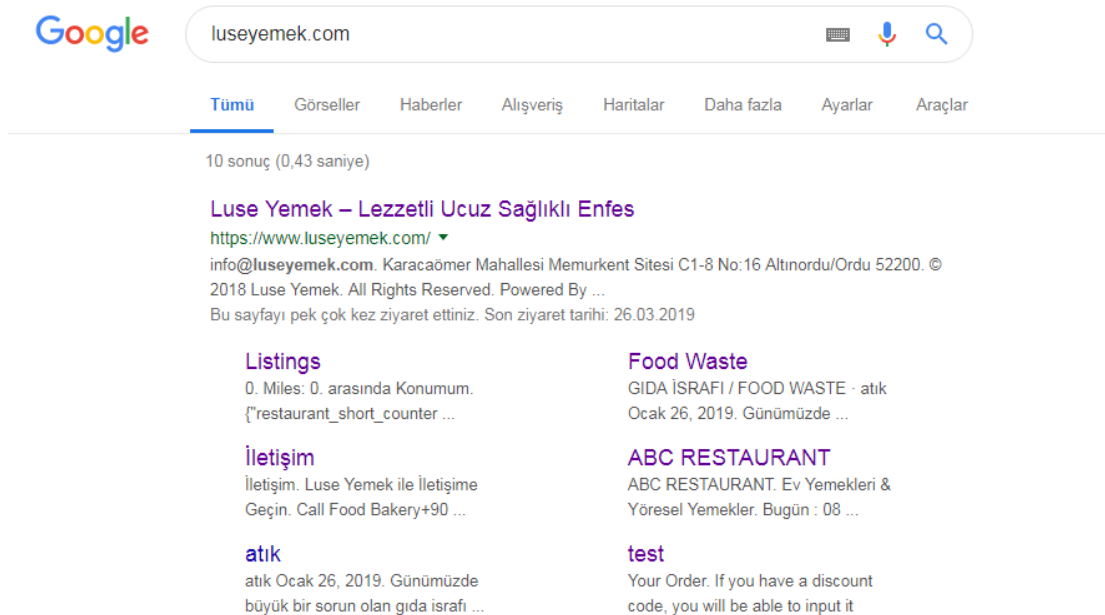 Google
luseyemek.com
Tümü Görseller Haberler Alışveriş Haritalar Daha fazla Ayarlar Araçlar
10 sonuç (0,43 saniye)
Luse Yemek – Lezzetli Ucuz Sağlıklı Enfes
https://www.luseyemek.com/
info@luseyemek.com. Karacaömer Mahallesi Memurkent Sitesi C1-8 No:16 Altınordu/Ordu 52200. ©
2018 Luse Yemek. All Rights Reserved. Powered By ...
Bu sayfayı pek çok kez ziyaret ettiniz. Son ziyaret tarihi: 26.03.2019
Listings
0. Miles: 0. arasında Konumum.
{"restaurant_short_counter ...
Food Waste
GIDA İSRAFI / FOOD WASTE · atık
Ocak 26, 2019. Günümüzde ...
İletişim
İletişim. Luse Yemek ile İletişime
Geçin. Call Food Bakery+90 ...
ABC RESTAURANT
ABC RESTAURANT. Ev Yemekleri &
Yöresel Yemekler. Bugün : 08 ...
atık
atık Ocak 26, 2019. Günümüzde
büyük bir sorun olan gıda israfı ...
test
Your Order. If you have a discount
code, you will be able to input it